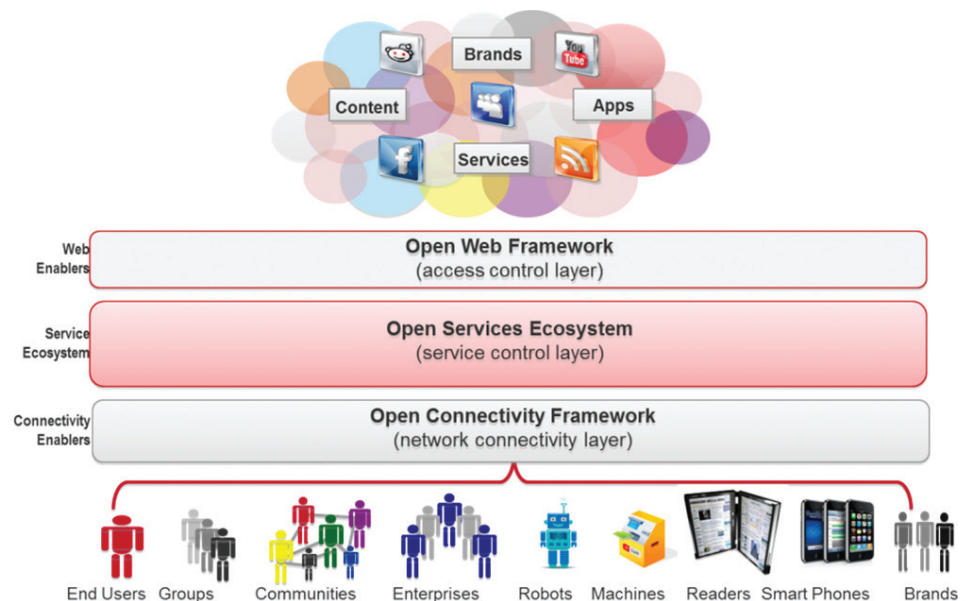 Brands
You
Tube
Content
Apps
Services
Web
Enablers
Open Web Framework
(access control layer)
Service
Ecosystem
Open Services Ecosystem
(service control layer)
Connectivity
Enablers
Open Connectivity Framework
(network connectivity layer)
End Users Groups Communities Enterprises Robots Machines Readers Smart Phones Brands